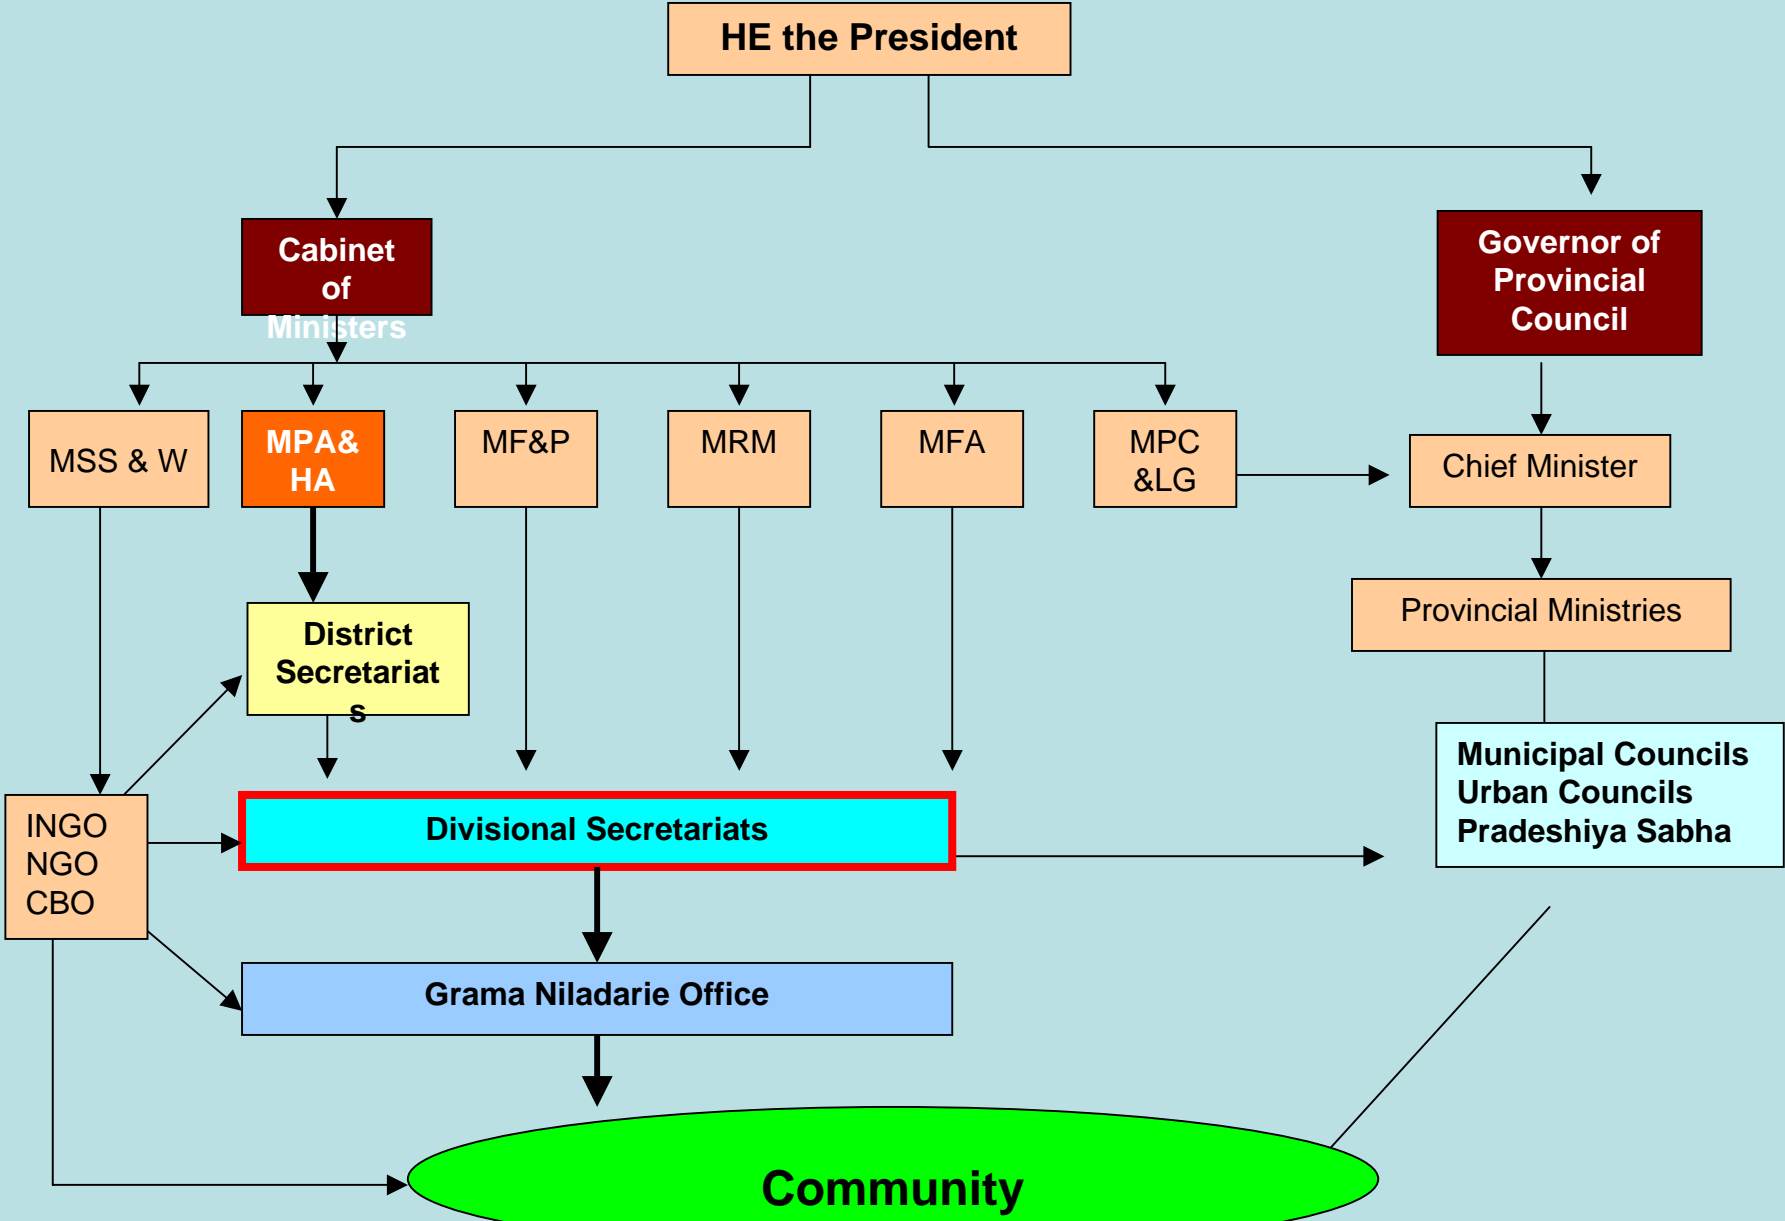 HE the President
Cabinet
of
Ministers
Governor of
Provincial
Council
MSS & W
MPA&
HA
MF&P
MRM
MFA
MPC
&LG
Chief Minister
Provincial Ministries
District
Secretariat
s
Municipal Councils
Urban Councils
Pradeshiya Sabha
INGO
NGO
CBO
Divisional Secretariats
Grama Niladarie Office
Community